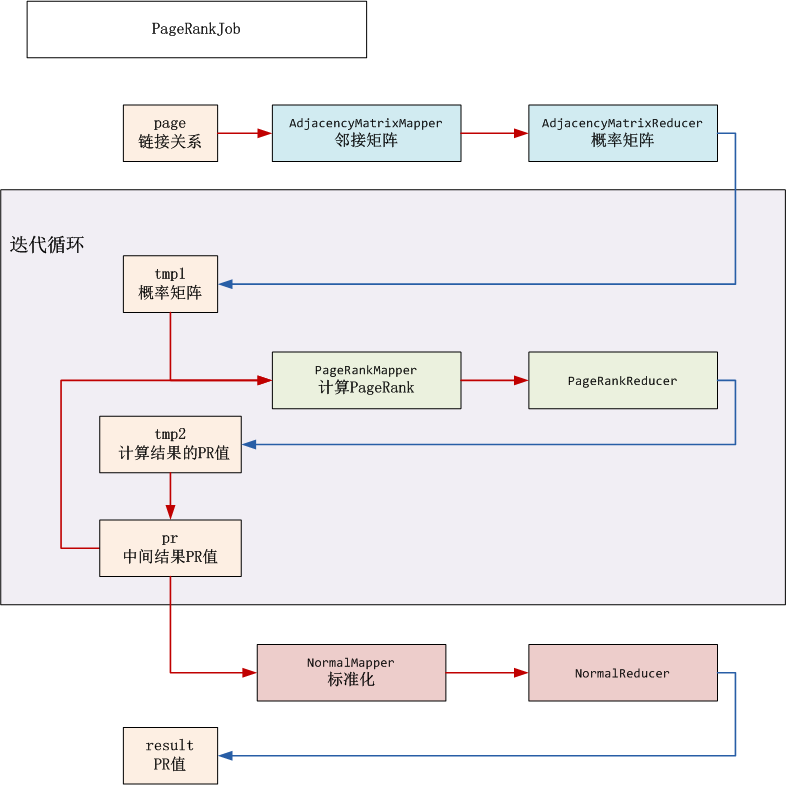 PageRankJob
page
链接关系
AdjacencyMatrixMapper
邻接矩阵
AdjacencyMatrixReducer
概率矩阵
迭代循环
tmp1
概率矩阵
PageRankMapper
计算PageRank
PageRankReducer
tmp2
计算结果的PR值
pr
中间结果PR值
NormalMapper
标准化
NormalReducer
result
PR值